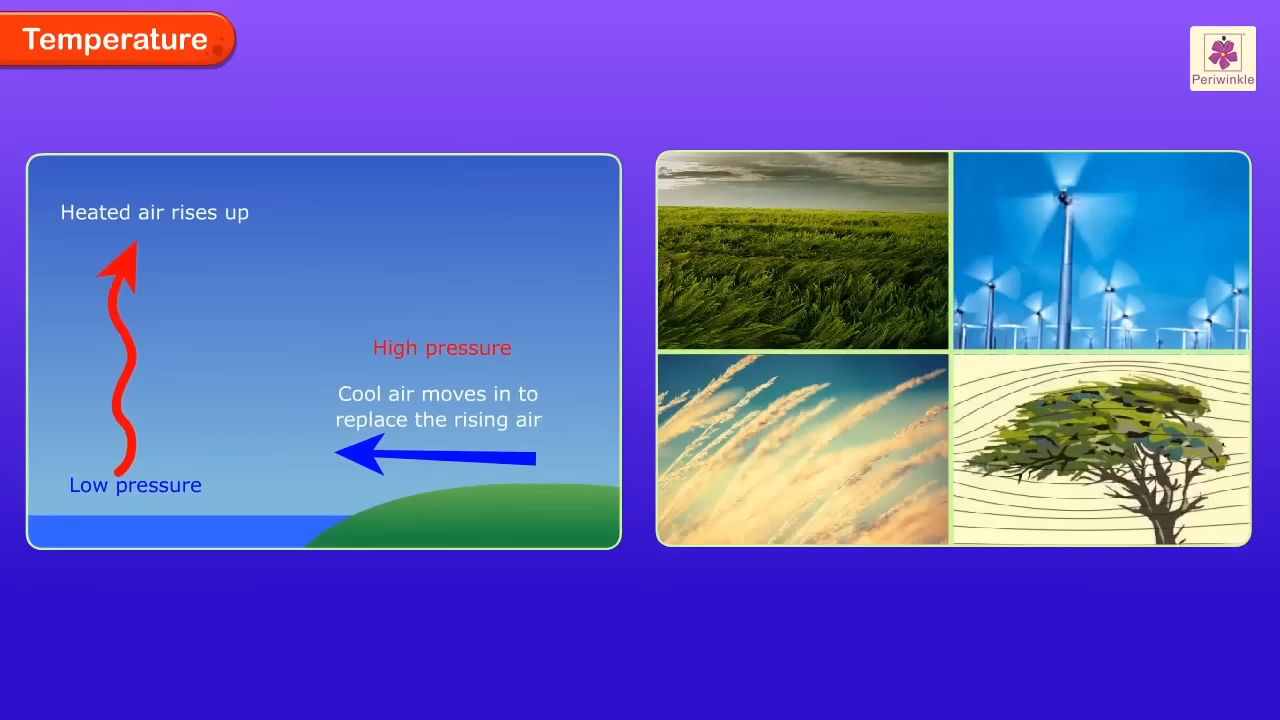 Temperature
Periwinkle
Heated air rises up
High pressure
Cool air moves in to
replace the rising air
Low pressure